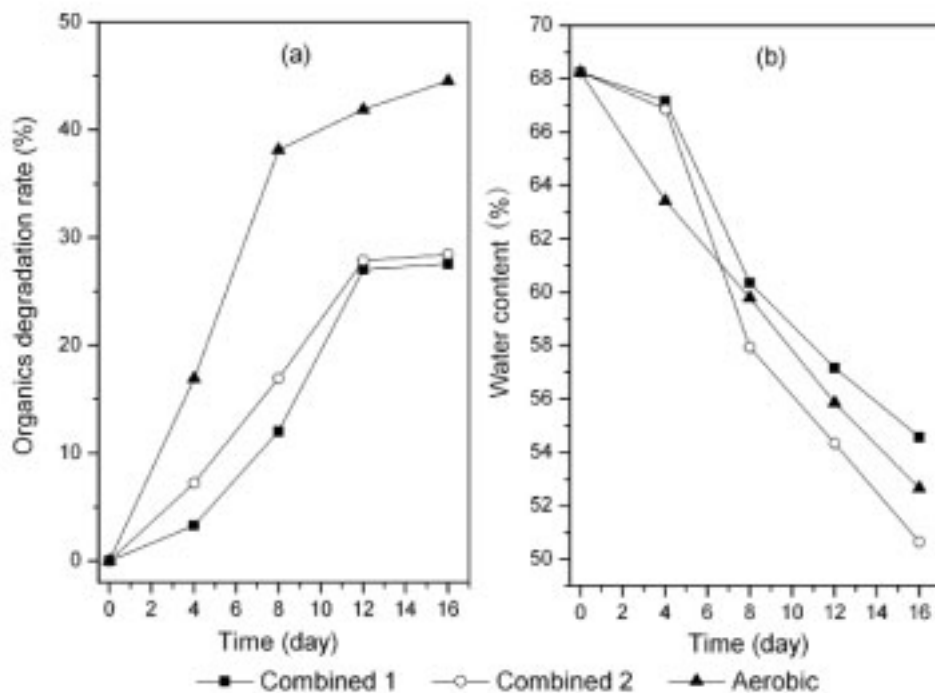 (a)
Organics degradation rate (%)
50
40
30
20
10
0
0 2 4 6 8 10 12 14 16
Time (day)
(b)
Water content (%)
70
68
66
64
62
60
58
56
54
52
50
0 2 4 6 8 10 12 14 16
Time (day)
Combined 1 Combined 2 Aerobic